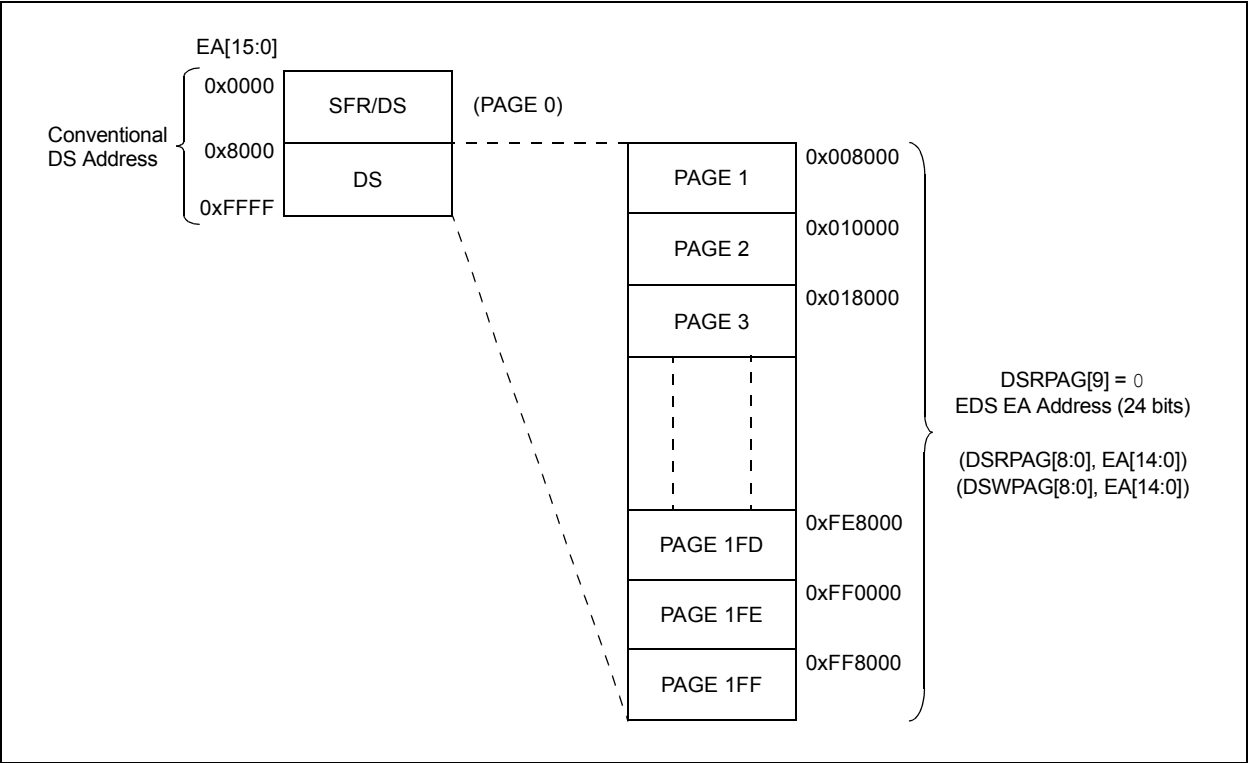 EA[15:0]
0x0000
SFR/DS
(PAGE 0)
Conventional
DS Address
0x8000
DS
0xFFFF
PAGE 1
0x008000
PAGE 2
0x010000
PAGE 3
0x018000
DSRPAG[9] = 0
EDS EA Address (24 bits)
(DSRPAG[8:0], EA[14:0])
(DSWPAG[8:0], EA[14:0])
PAGE 1FD
0xFE8000
PAGE 1FE
0xFF0000
PAGE 1FF
0xFF8000